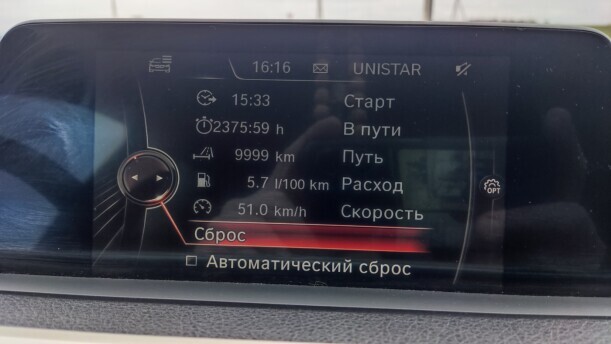 16:16 UNISTAR
15:33 Старт
2375:59 h В пути
9999 km Путь
5.7 l/100 km Расход
51.0 km/h Скорость
OPT
Сброс
Автоматический сброс